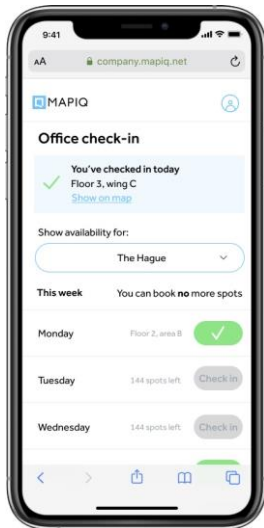 9:41
AA company.mapiq.net
MAPIQ
Office check-in
You've checked in today
Floor 3, wing C
Show on map
Show availability for:
The Hague
This week You can book no more spots
Monday Floor 2, area B
Tuesday 144 spots left Check in
Wednesday 144 spots left Check in